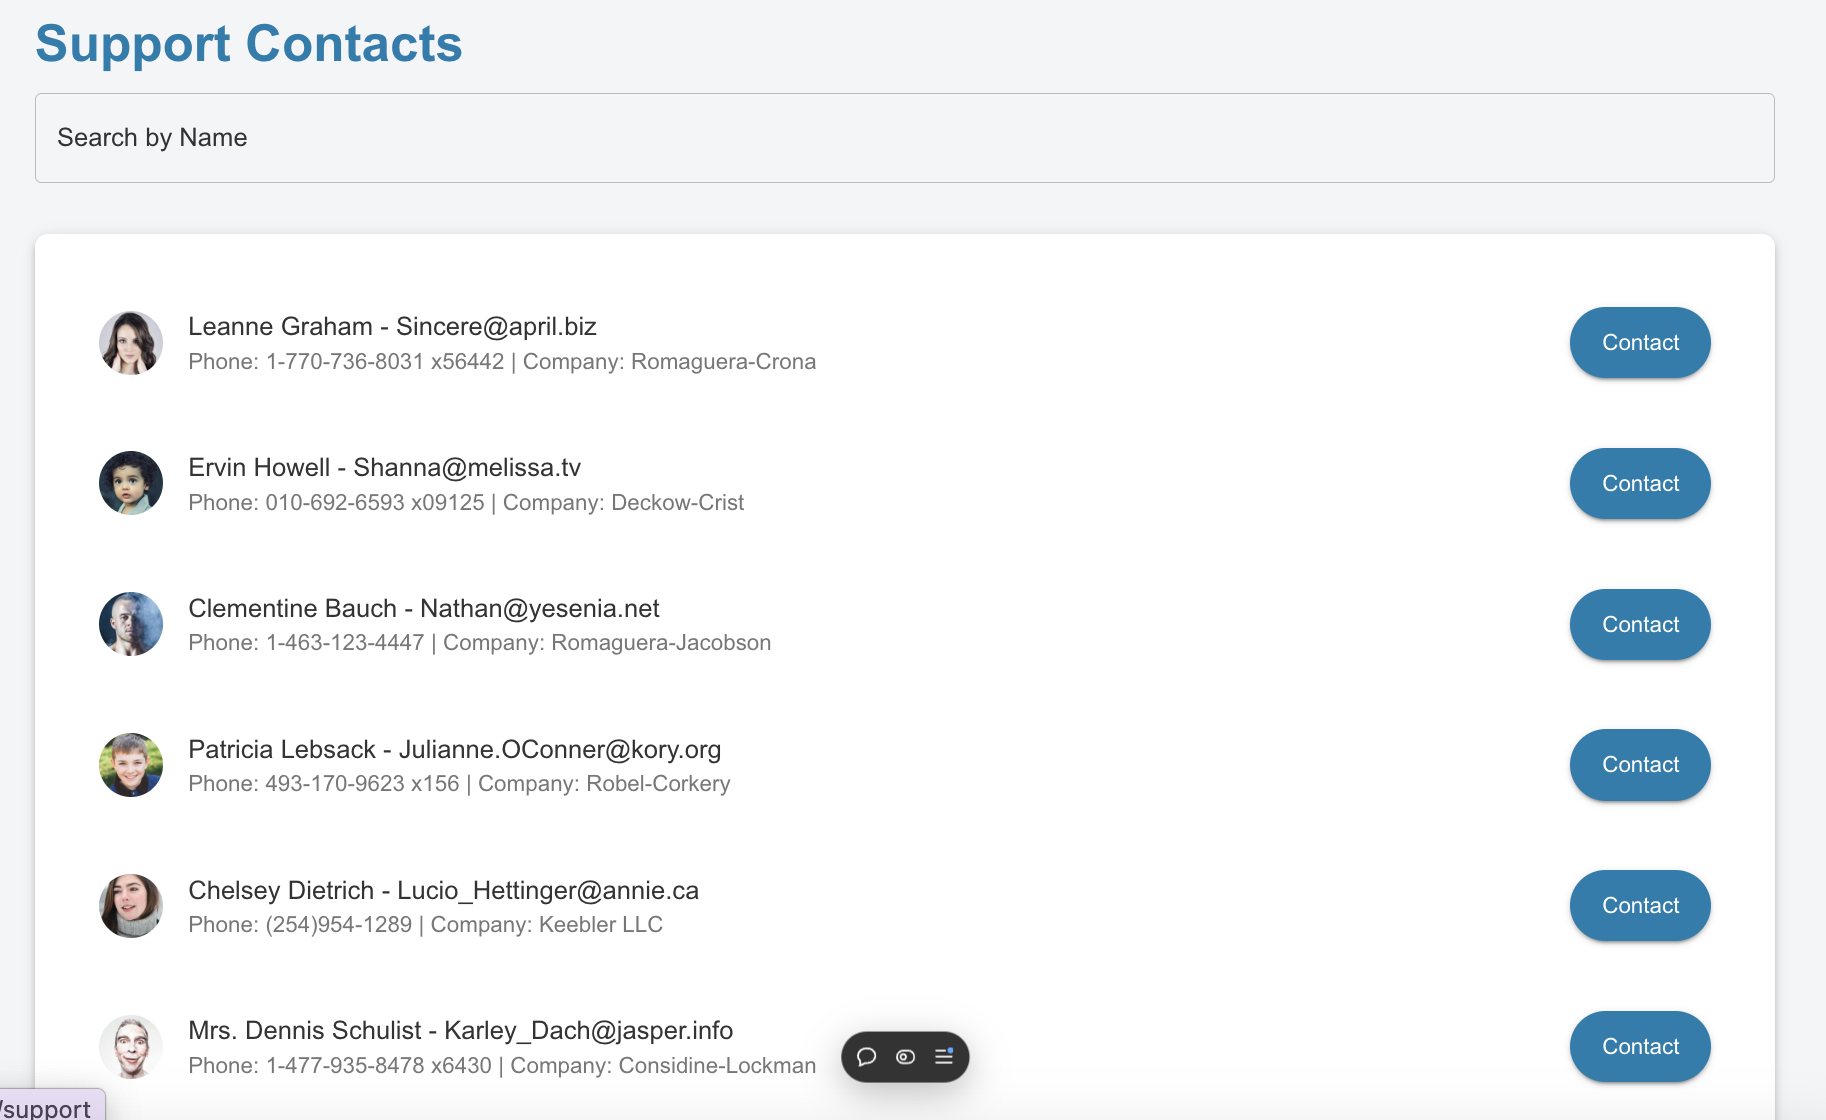 Support Contacts
Search by Name
Leanne Graham - Sincere@april.biz
Phone: 1-770-736-8031 x56442 | Company: Romaguera-Crona
Contact
Ervin Howell - Shanna@melissa.tv
Phone: 010-692-6593 x09125 | Company: Deckow-Crist
Contact
Clementine Bauch - Nathan@yesenia.net
Phone: 1-463-123-4447 | Company: Romaguera-Jacobson
Contact
Patricia Lebsack - Julianne.OConner@kory.org
Phone: 493-170-9623 x156 | Company: Robel-Corkery
Contact
Chelsey Dietrich - Lucio_Hettinger@annie.ca
Phone: (254)954-1289 | Company: Keebler LLC
Contact
Mrs. Dennis Schulist - Karley_Dach@jasper.info
Phone: 1-477-935-8478 x6430 | Company: Considine-Lockman
Contact
/support